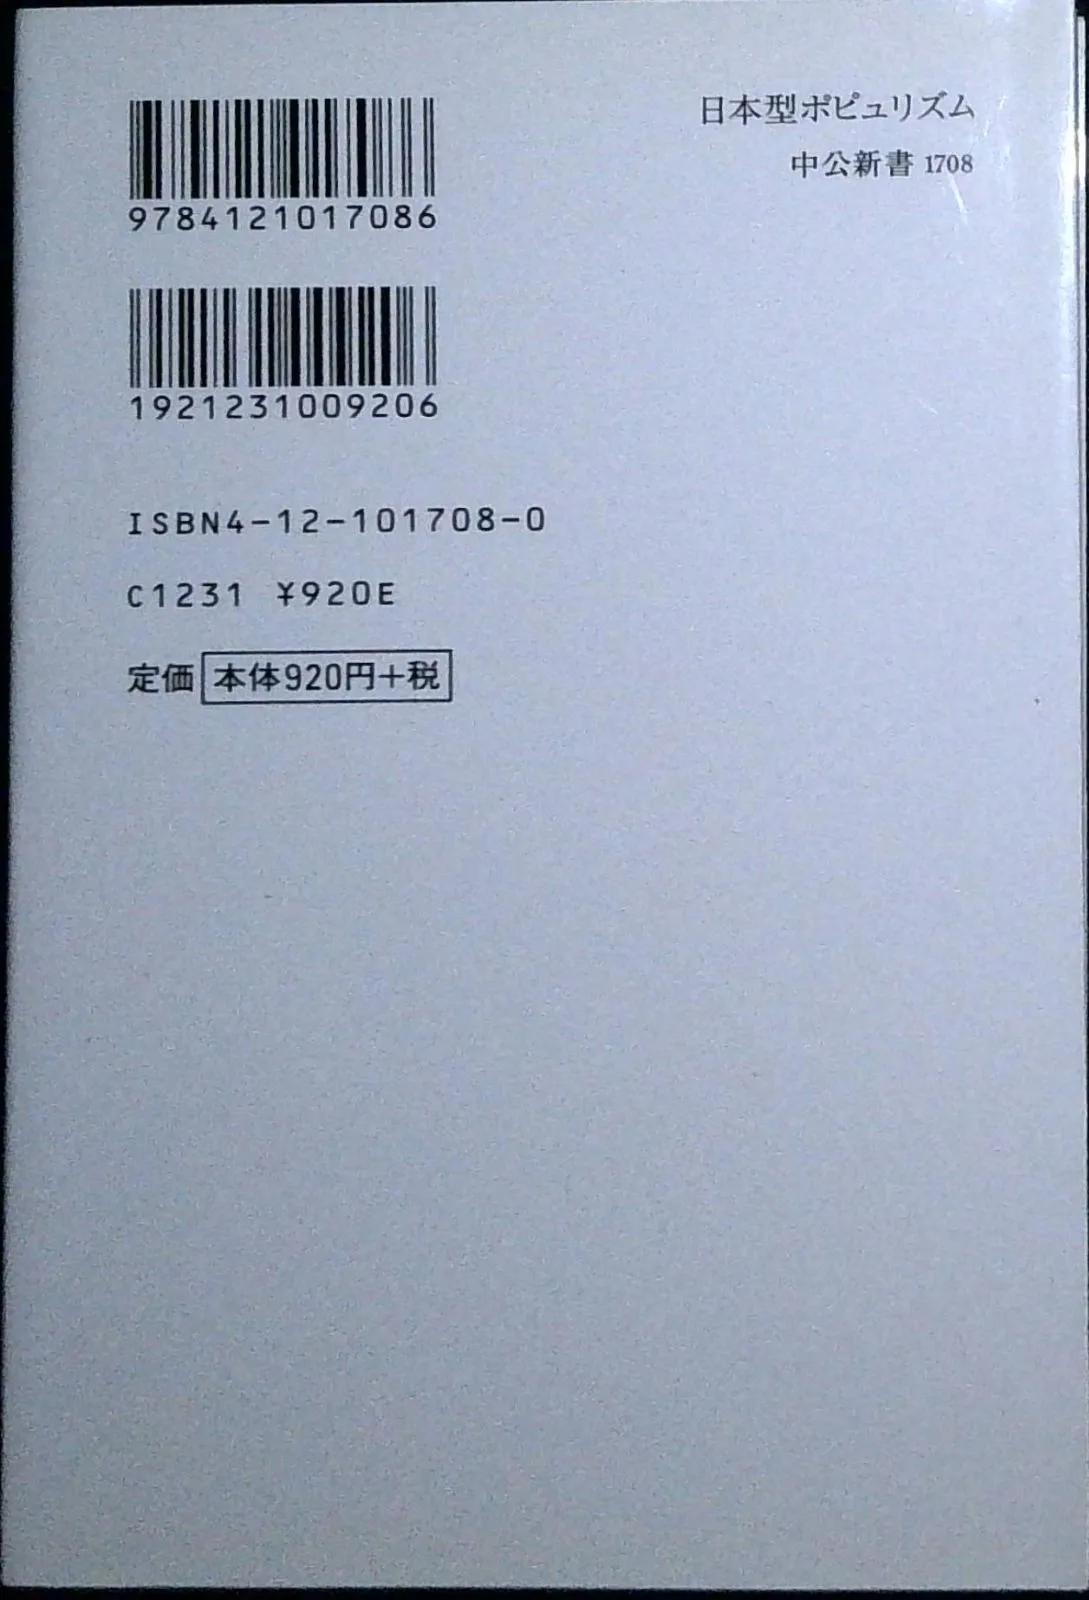 日本型ポピュリズム
中公新書 1708
9784121017086
1921231009206
ISBN4-12-101708-0
C1231 ¥920E
定価 本体920円+税